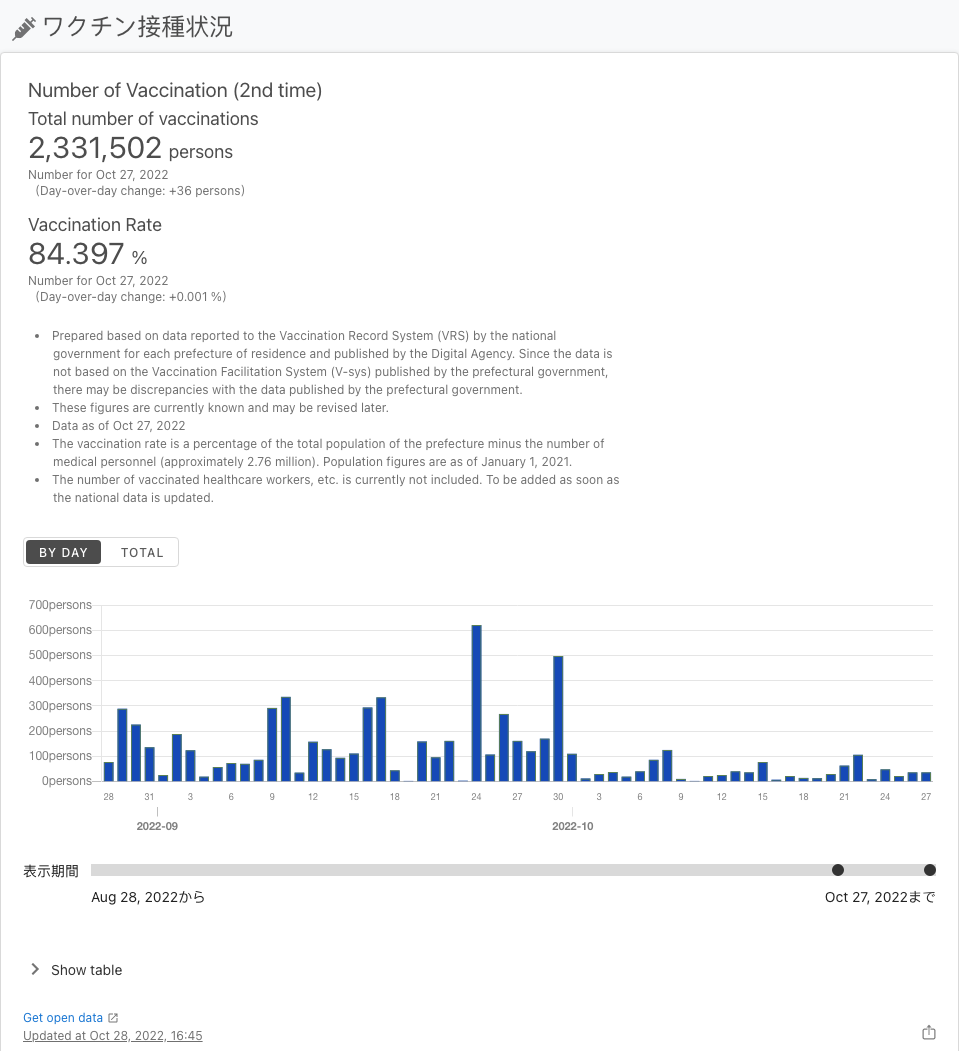 ワクチン接種状況
Number of Vaccination (2nd time)
Total number of vaccinations
2,331,502 persons
Number for Oct 27, 2022
(Day-over-day change: +36 persons)
Vaccination Rate
84.397 %
Number for Oct 27, 2022
(Day-over-day change: +0.001 %)
• Prepared based on data reported to the Vaccination Record System (VRS) by the national
government for each prefecture of residence and published by the Digital Agency. Since the data is
not based on the Vaccination Facilitation System (V-sys) published by the prefectural government,
there may be discrepancies with the data published by the prefectural government.
• These figures are currently known and may be revised later.
• Data as of Oct 27, 2022
• The vaccination rate is a percentage of the total population of the prefecture minus the number of
medical personnel (approximately 2.76 million). Population figures are as of January 1, 2021.
• The number of vaccinated healthcare workers, etc. is currently not included. To be added as soon as
the national data is updated.
BY DAY TOTAL
700persons
600persons
500persons
400persons
300persons
200persons
100persons
0persons
28 31 3 6 9 12 15 18 21 24 27 30 3 6 9 12 15 18 21 24 27
2022-09 2022-10
表示期間
Aug 28, 2022から Oct 27, 2022まで
Show table
Get open data
Updated at Oct 28, 2022, 16:45